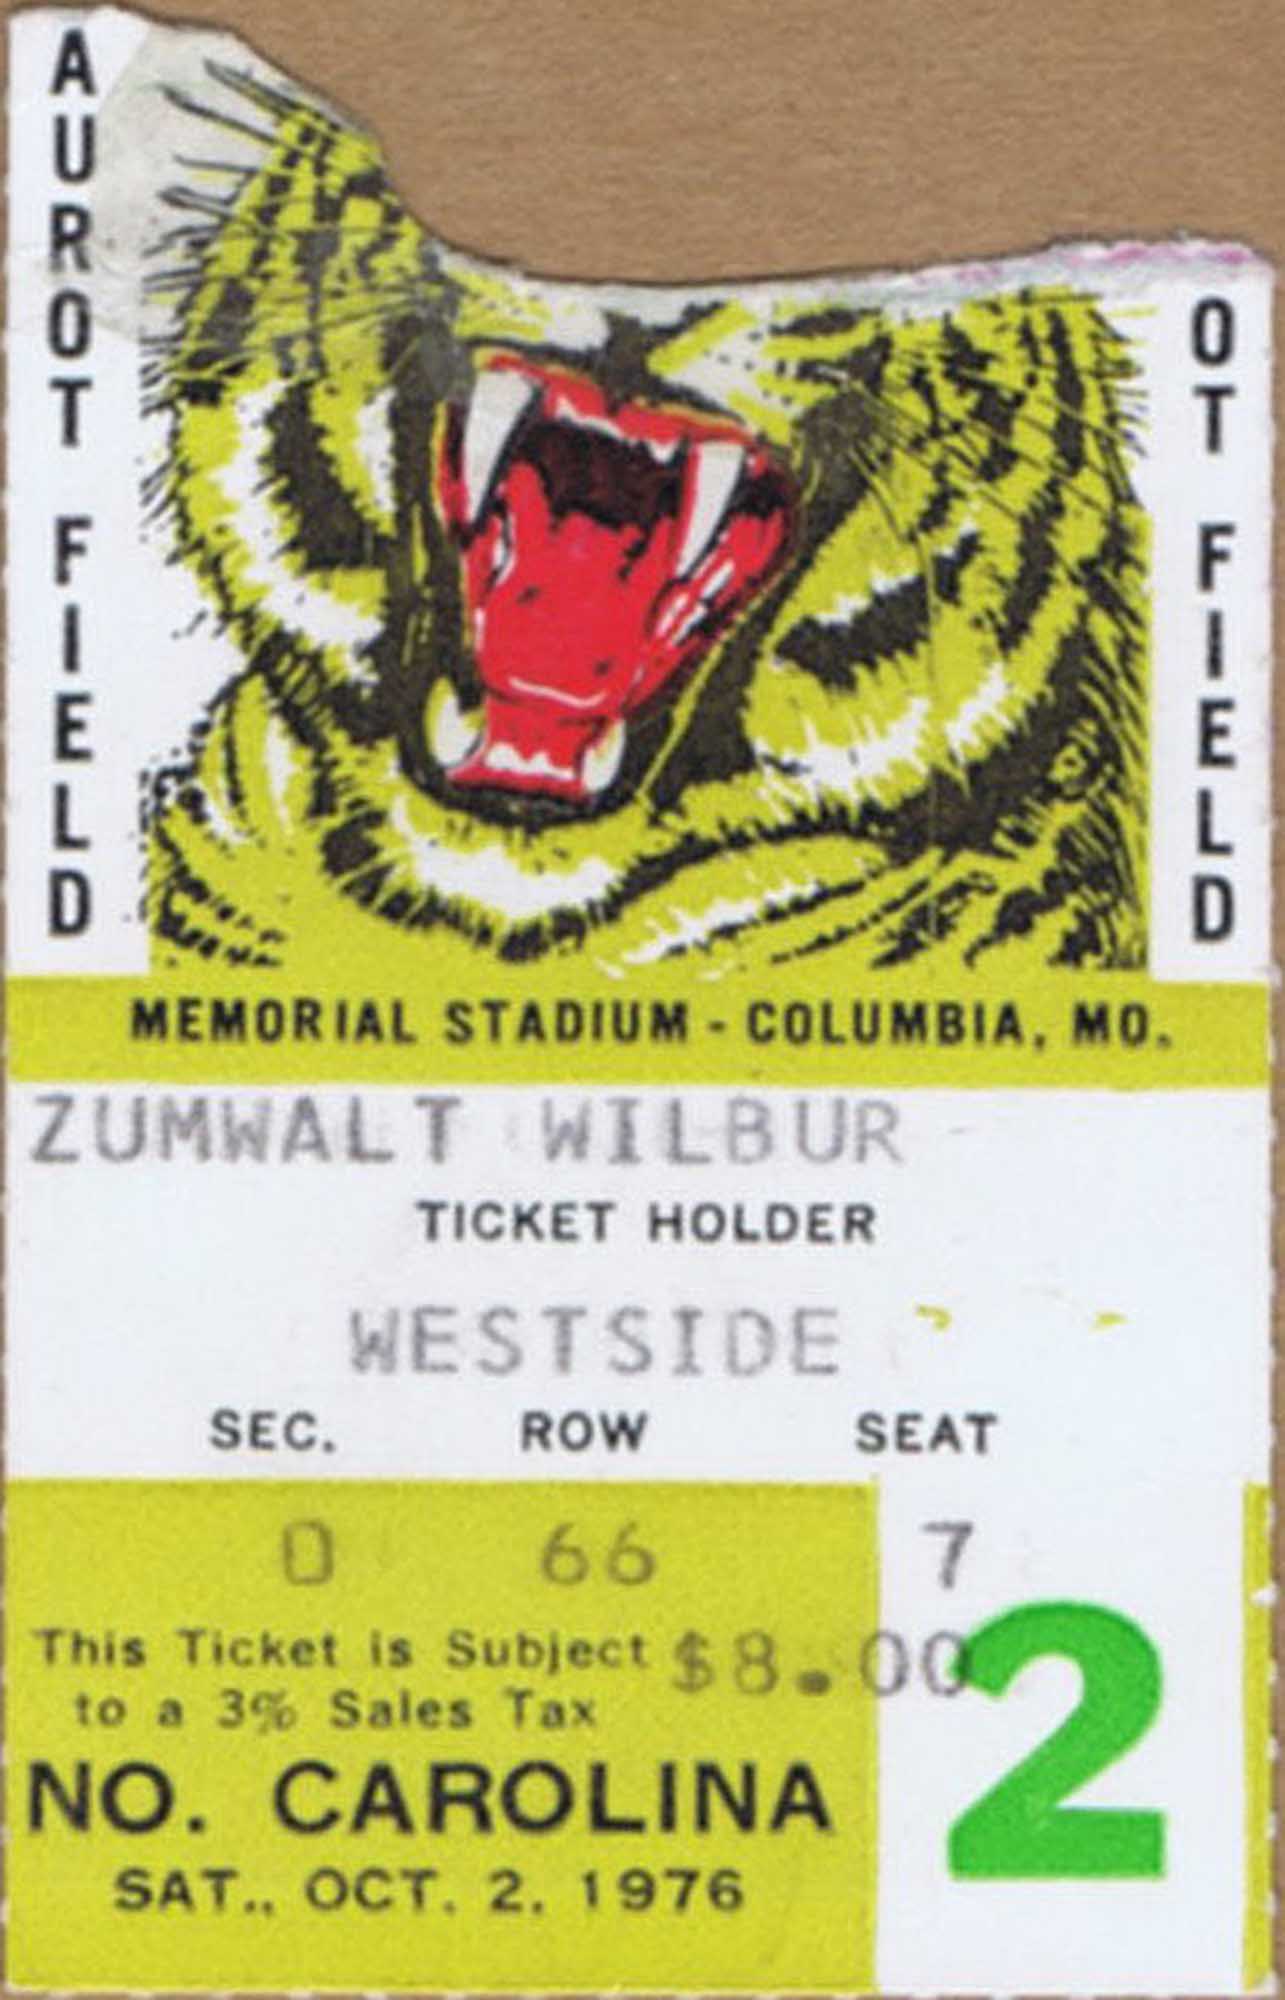 AUROT FIELD
OT FIELD
MEMORIAL STADIUM - COLUMBIA, MO.
ZUMWALT WILBUR
TICKET HOLDER
WESTSIDE
SEC. ROW SEAT
D 66 7
This Ticket is Subject $8.00
to a 3% Sales Tax
2
NO. CAROLINA
SAT., OCT. 2, 1976